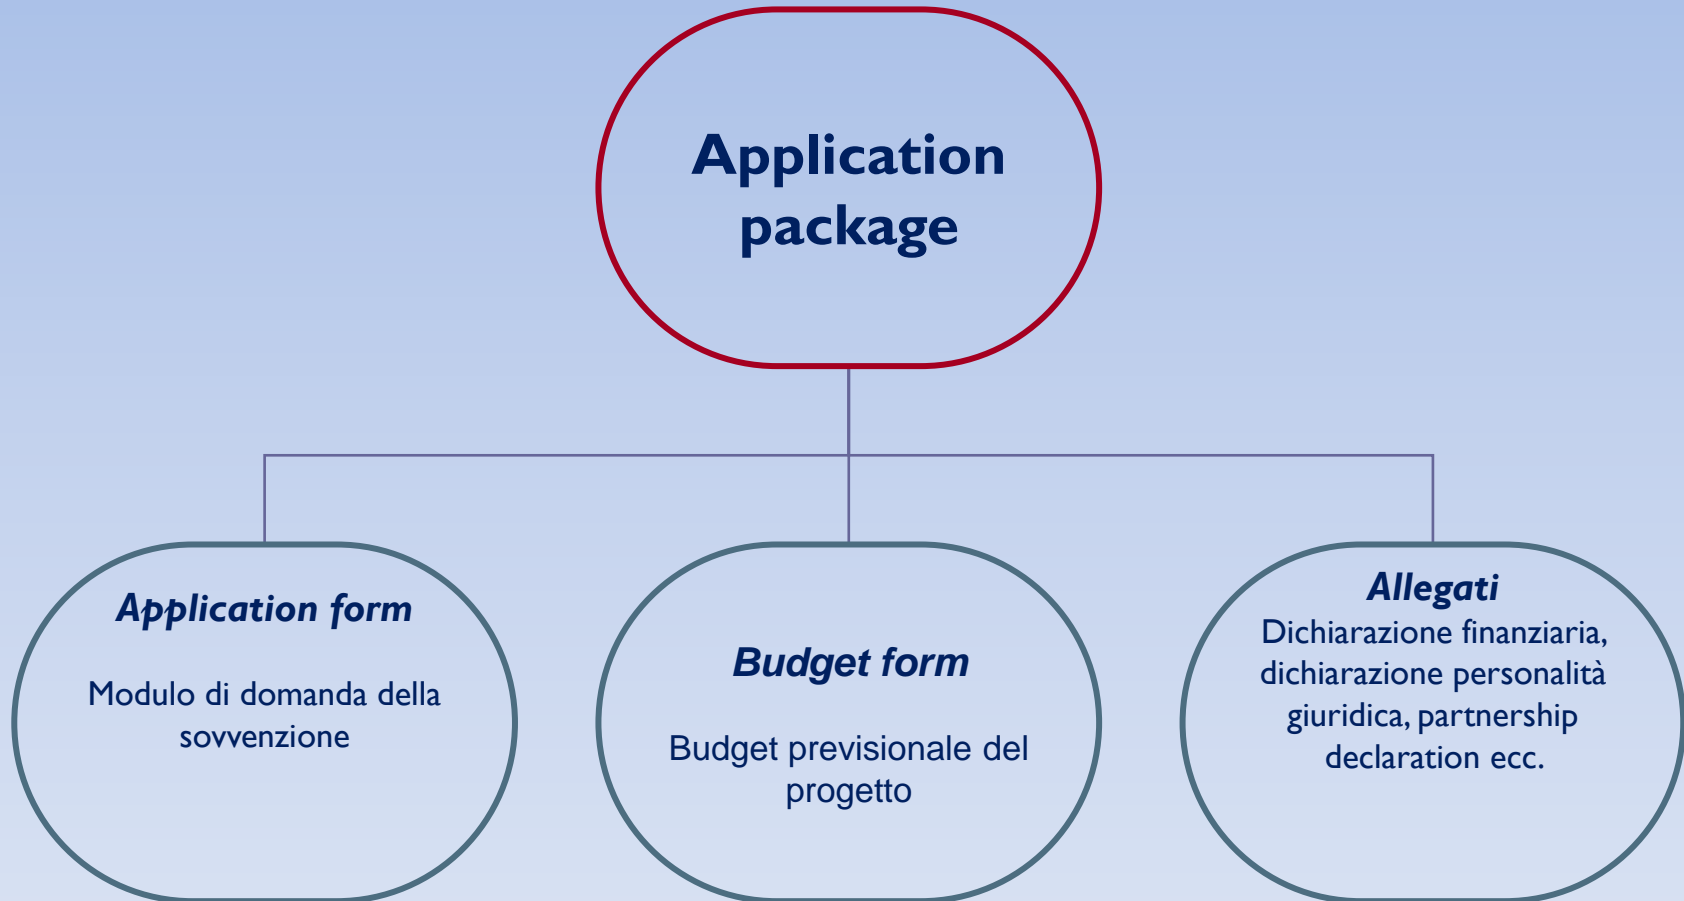 Application
package
Application form
Modulo di domanda della
sovvenzione
Budget form
Budget previsionale del
progetto
Allegati
Dichiarazione finanziaria,
dichiarazione personalità
giuridica, partnership
declaration ecc.